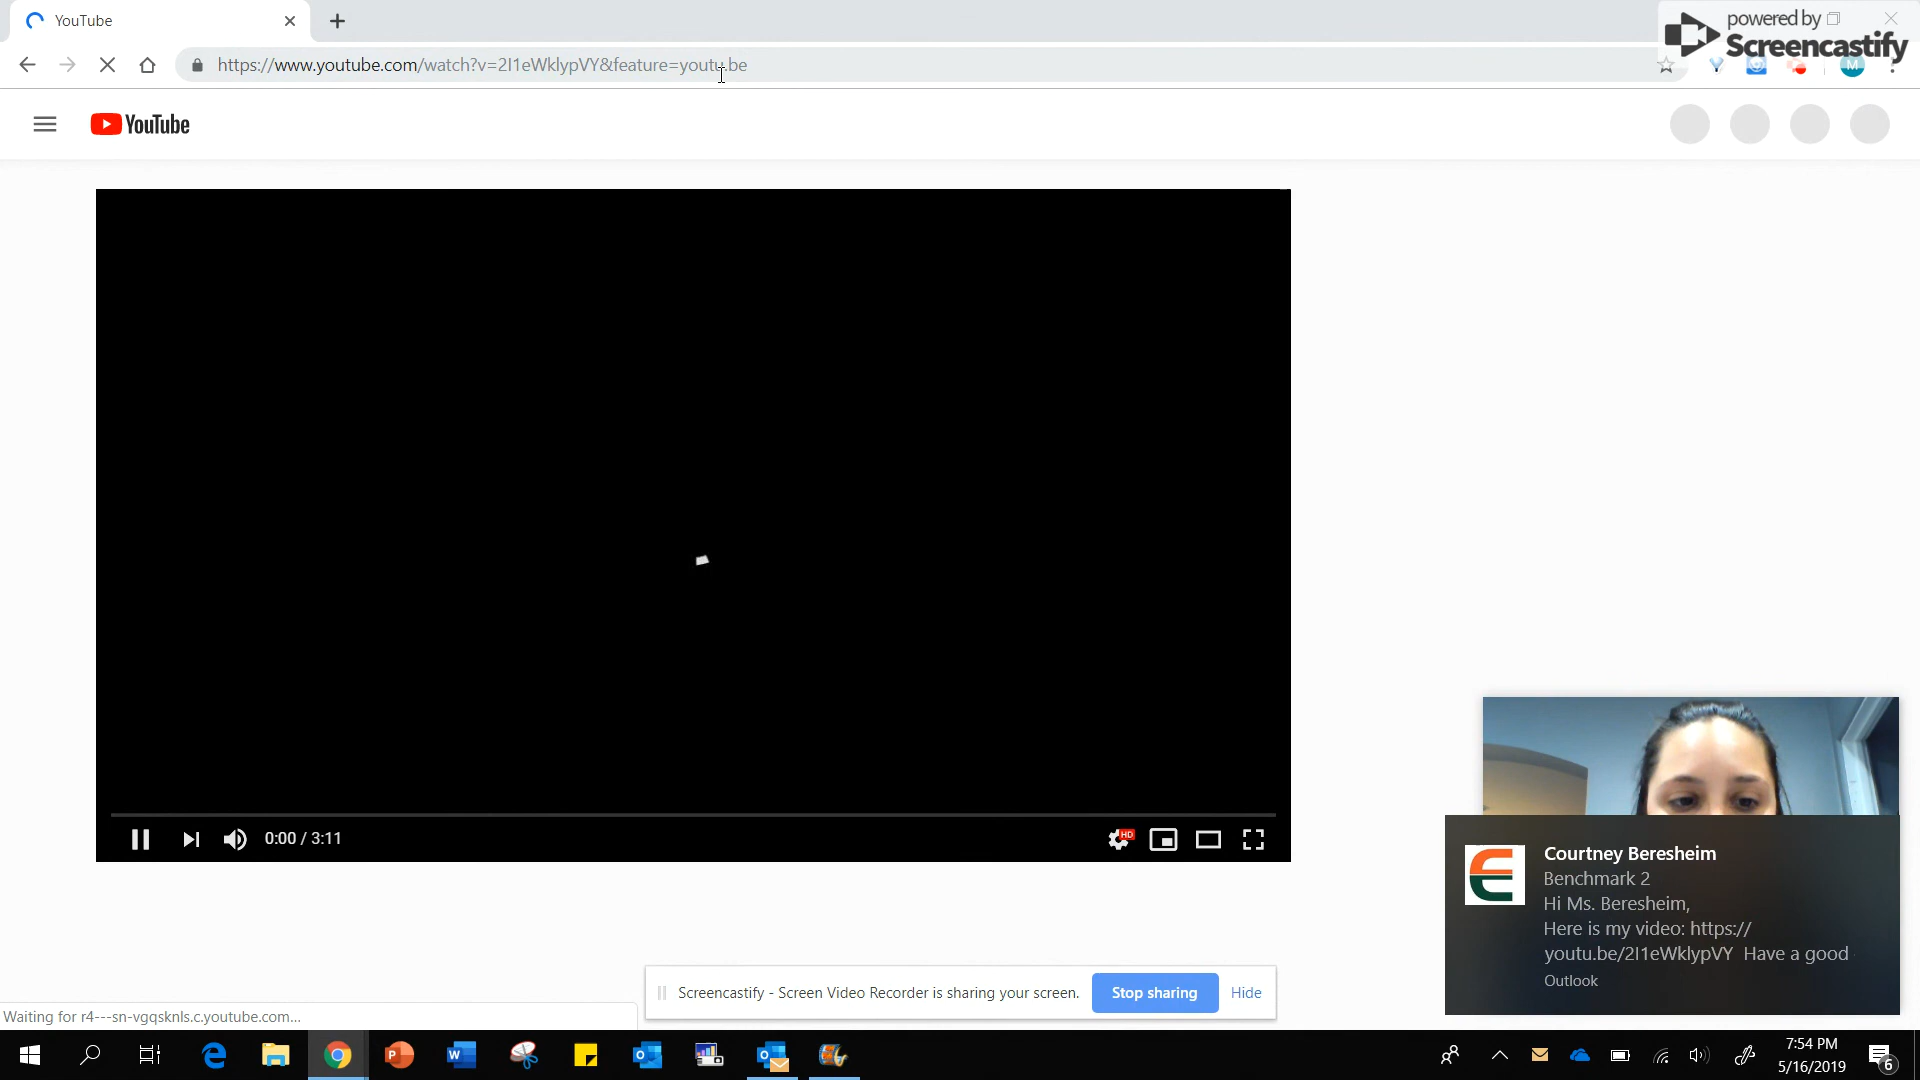 YouTube
powered by
Screencastify
https://www.youtube.com/watch?v=2I1eWklypVY&feature=youtu.be
M
YouTube
0:00 / 3:11
HD
Courtney Beresheim
Benchmark 2
Hi Ms. Beresheim,
Here is my video: https://
youtu.be/2I1eWklypVY Have a good
Outlook
Screencastify - Screen Video Recorder is sharing your screen.
Stop sharing
Hide
Waiting for r4---sn-vgqsknls.c.youtube.com...
7:54 PM
5/16/2019
6